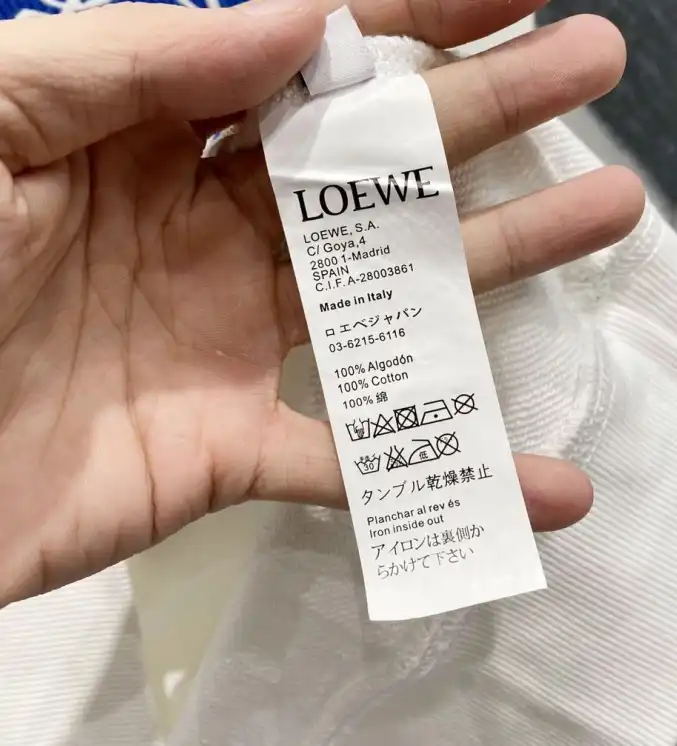 LOEWE
LOEWE, S.A.
C/ Goya,4
2800 1-Madrid
SPAIN
C.I.F. A-28003861
Made in Italy
ロエベジャパン
03-6215-6116
100% Algodón
100% Cotton
100% 綿
30
低
タンブル乾燥禁止
Planchar al rev és
Iron inside out
アイロンは裏側か
らかけて下さい